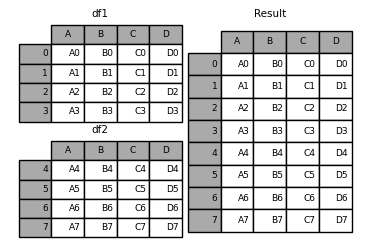 df1
A B C D
0 A0 B0 C0 D0
1 A1 B1 C1 D1
2 A2 B2 C2 D2
3 A3 B3 C3 D3
df2
A B C D
4 A4 B4 C4 D4
5 A5 B5 C5 D5
6 A6 B6 C6 D6
7 A7 B7 C7 D7
Result
A B C D
0 A0 B0 C0 D0
1 A1 B1 C1 D1
2 A2 B2 C2 D2
3 A3 B3 C3 D3
4 A4 B4 C4 D4
5 A5 B5 C5 D5
6 A6 B6 C6 D6
7 A7 B7 C7 D7